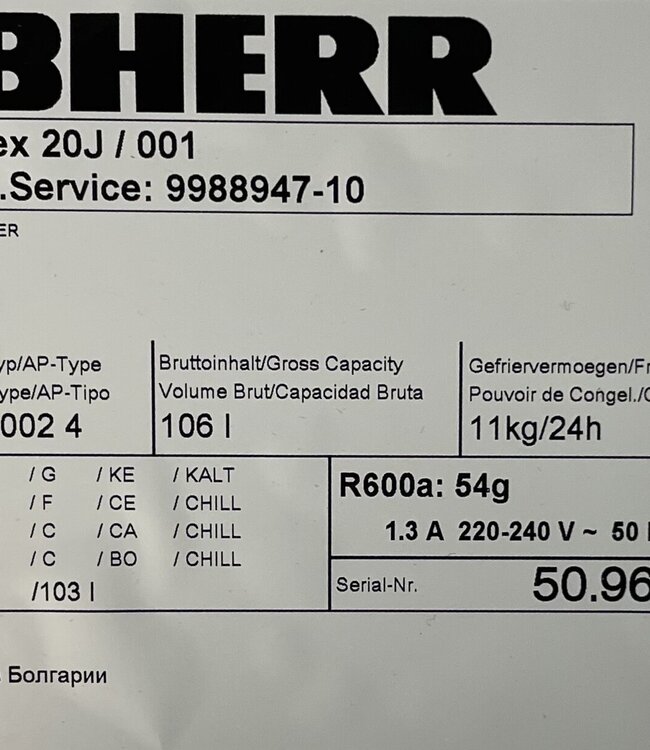 BHERR
ex 20J / 001
.Service: 9988947-10
ER
yp/AP-Type
ype/AP-Tipo
002 4
Bruttoinhalt/Gross Capacity
Volume Brut/Capacidad Bruta
106 l
Gefriervermoegen/Fr
Pouvoir de Congel./C
11kg/24h
/ G / KE / KALT
/ F / CE / CHILL
/ C / CA / CHILL
/ C / BO / CHILL
/103 l
R600a: 54g
1.3 A 220-240 V ~ 50
Serial-Nr. 50.96
Болгарии